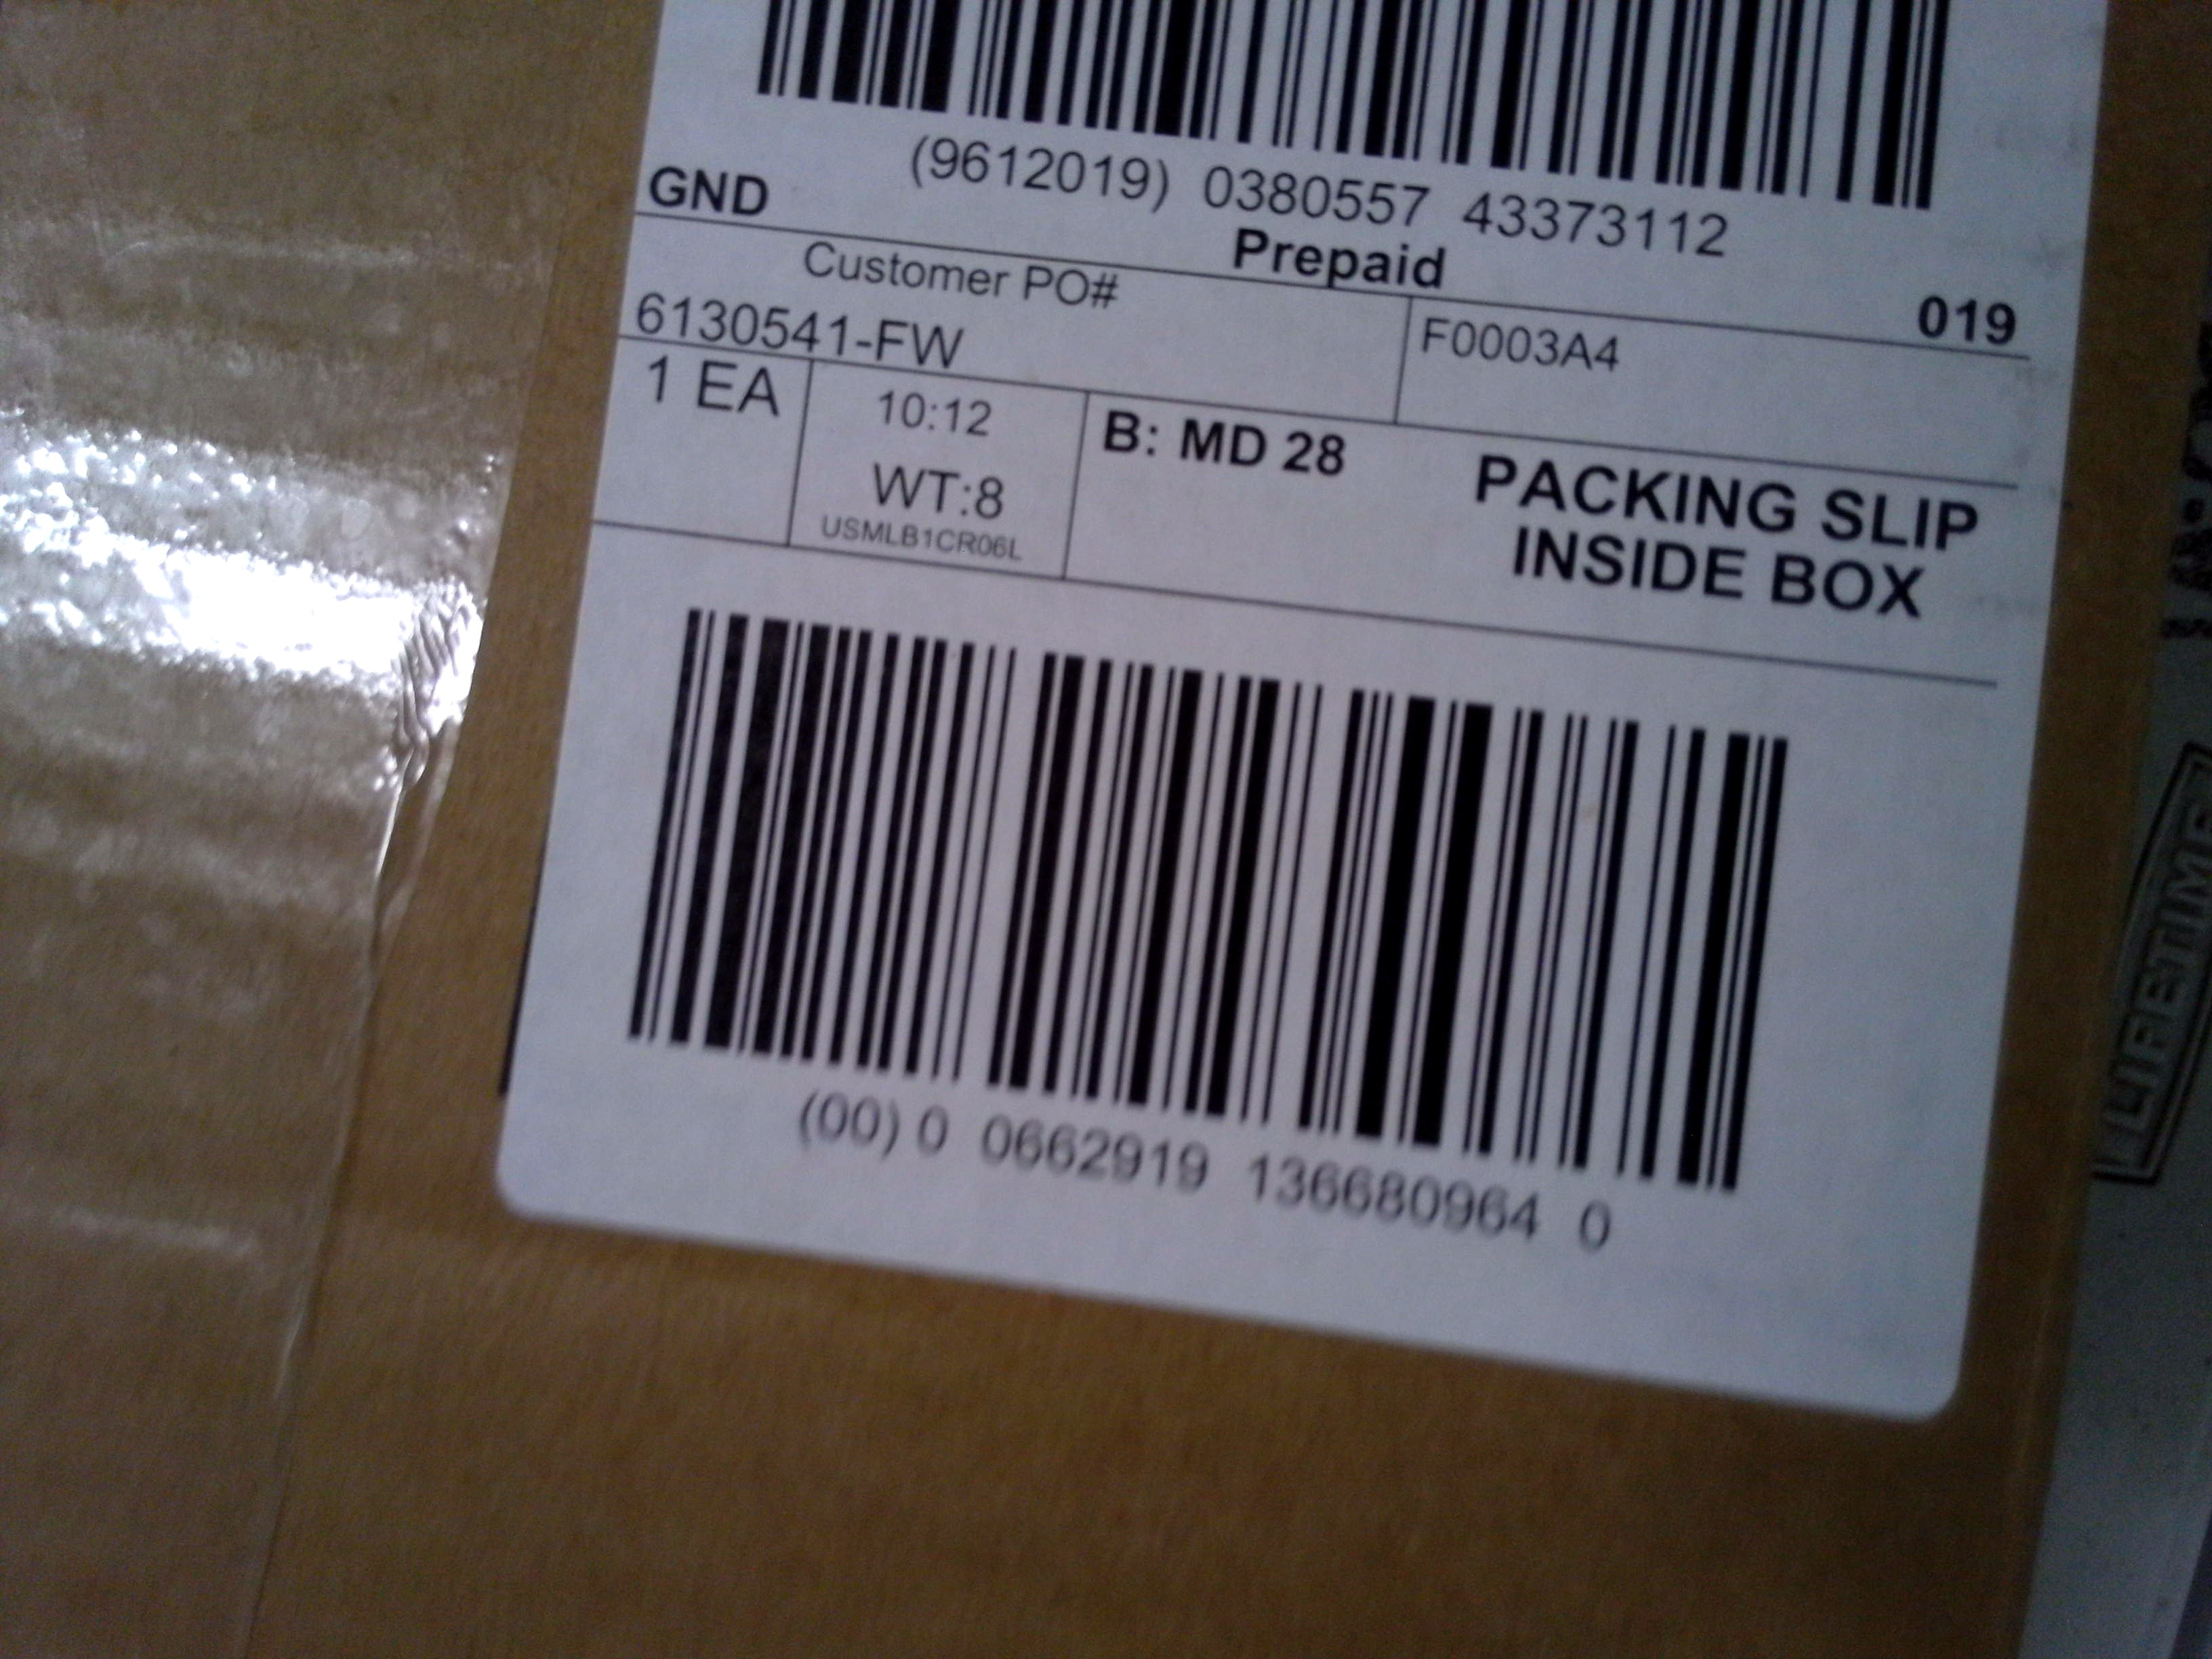 (9612019) 0380557 43373112
GND
Prepaid
019
Customer PO#
6130541-FW
F0003A4
1 EA
10:12
WT:8
USMLB1CR06L
B: MD 28
PACKING SLIP
INSIDE BOX
(00) 0 0662919 136680964 0
LIFETIME